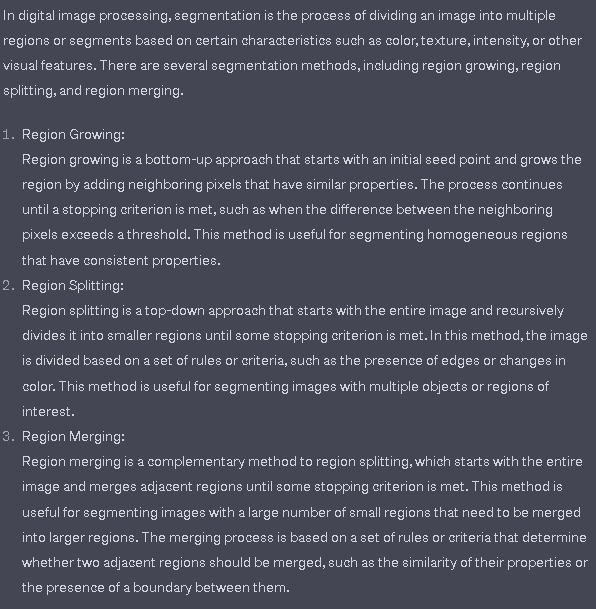 In digital image processing, segmentation is the process of dividing an image into multiple
regions or segments based on certain characteristics such as color, texture, intensity, or other
visual features. There are several segmentation methods, including region growing, region
splitting, and region merging.
1. Region Growing:
Region growing is a bottom-up approach that starts with an initial seed point and grows the
region by adding neighboring pixels that have similar properties. The process continues
until a stopping criterion is met, such as when the difference between the neighboring
pixels exceeds a threshold. This method is useful for segmenting homogeneous regions
that have consistent properties.
2. Region Splitting:
Region splitting is a top-down approach that starts with the entire image and recursively
divides it into smaller regions until some stopping criterion is met. In this method, the image
is divided based on a set of rules or criteria, such as the presence of edges or changes in
color. This method is useful for segmenting images with multiple objects or regions of
interest.
3. Region Merging:
Region merging is a complementary method to region splitting, which starts with the entire
image and merges adjacent regions until some stopping criterion is met. This method is
useful for segmenting images with a large number of small regions that need to be merged
into larger regions. The merging process is based on a set of rules or criteria that determine
whether two adjacent regions should be merged, such as the similarity of their properties or
the presence of a boundary between them.